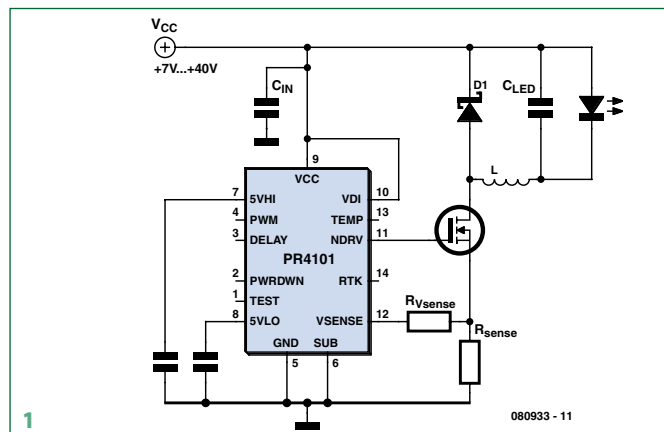 VCC
+7V...+40V
CIN
D1
CLED
L
9
VCC
7
5VHI
VDI
10
4
PWM
TEMP
13
3
DELAY
NDRV
11
PR4101
2
PWRDWN
RTK
14
1
TEST
8
5VLO
VSENSE
12
RVsense
Rsense
GND
SUB
5
6
1
080933 - 11